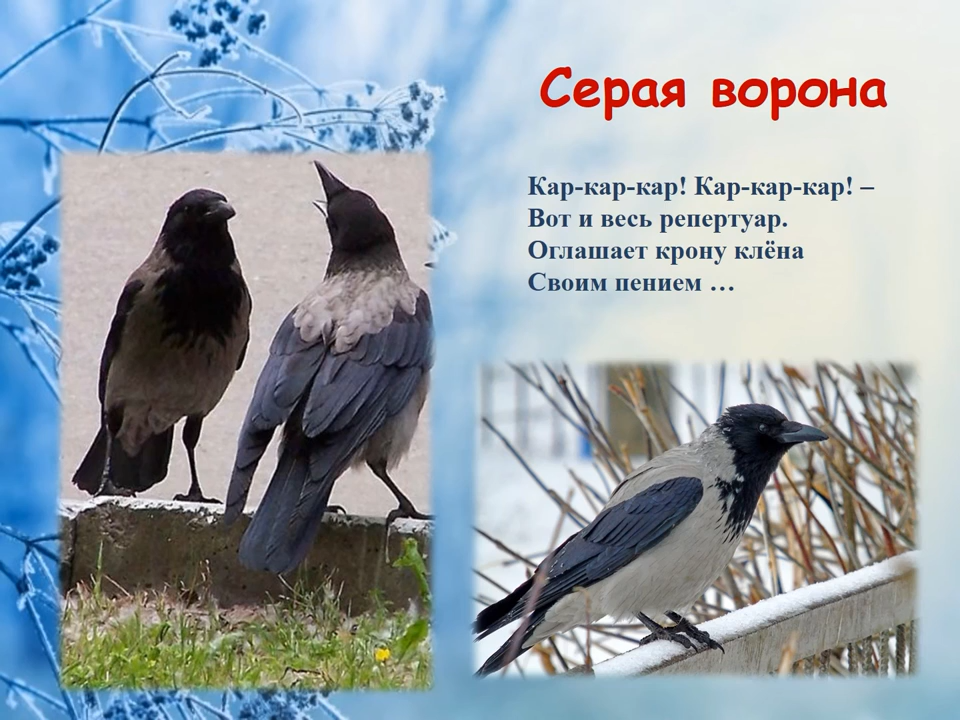 Серая ворона
Кар-кар-кар! Кар-кар-кар! –
Вот и весь репертуар.
Оглашает крону клёна
Своим пением …